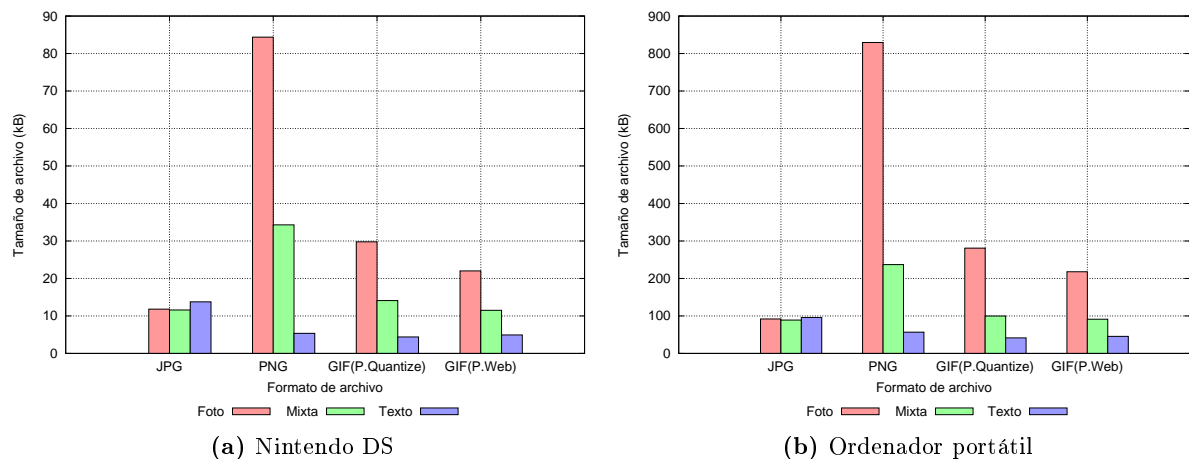 90
80
70
60
50
40
30
20
10
0
Tamaño de archivo (kB)
JPG PNG GIF(P.Quantize) GIF(P.Web)
Formato de archivo
Foto Mixta Texto
(a) Nintendo DS
900
800
700
600
500
400
300
200
100
0
Tamaño de archivo (kB)
JPG PNG GIF(P.Quantize) GIF(P.Web)
Formato de archivo
Foto Mixta Texto
(b) Ordenador portátil